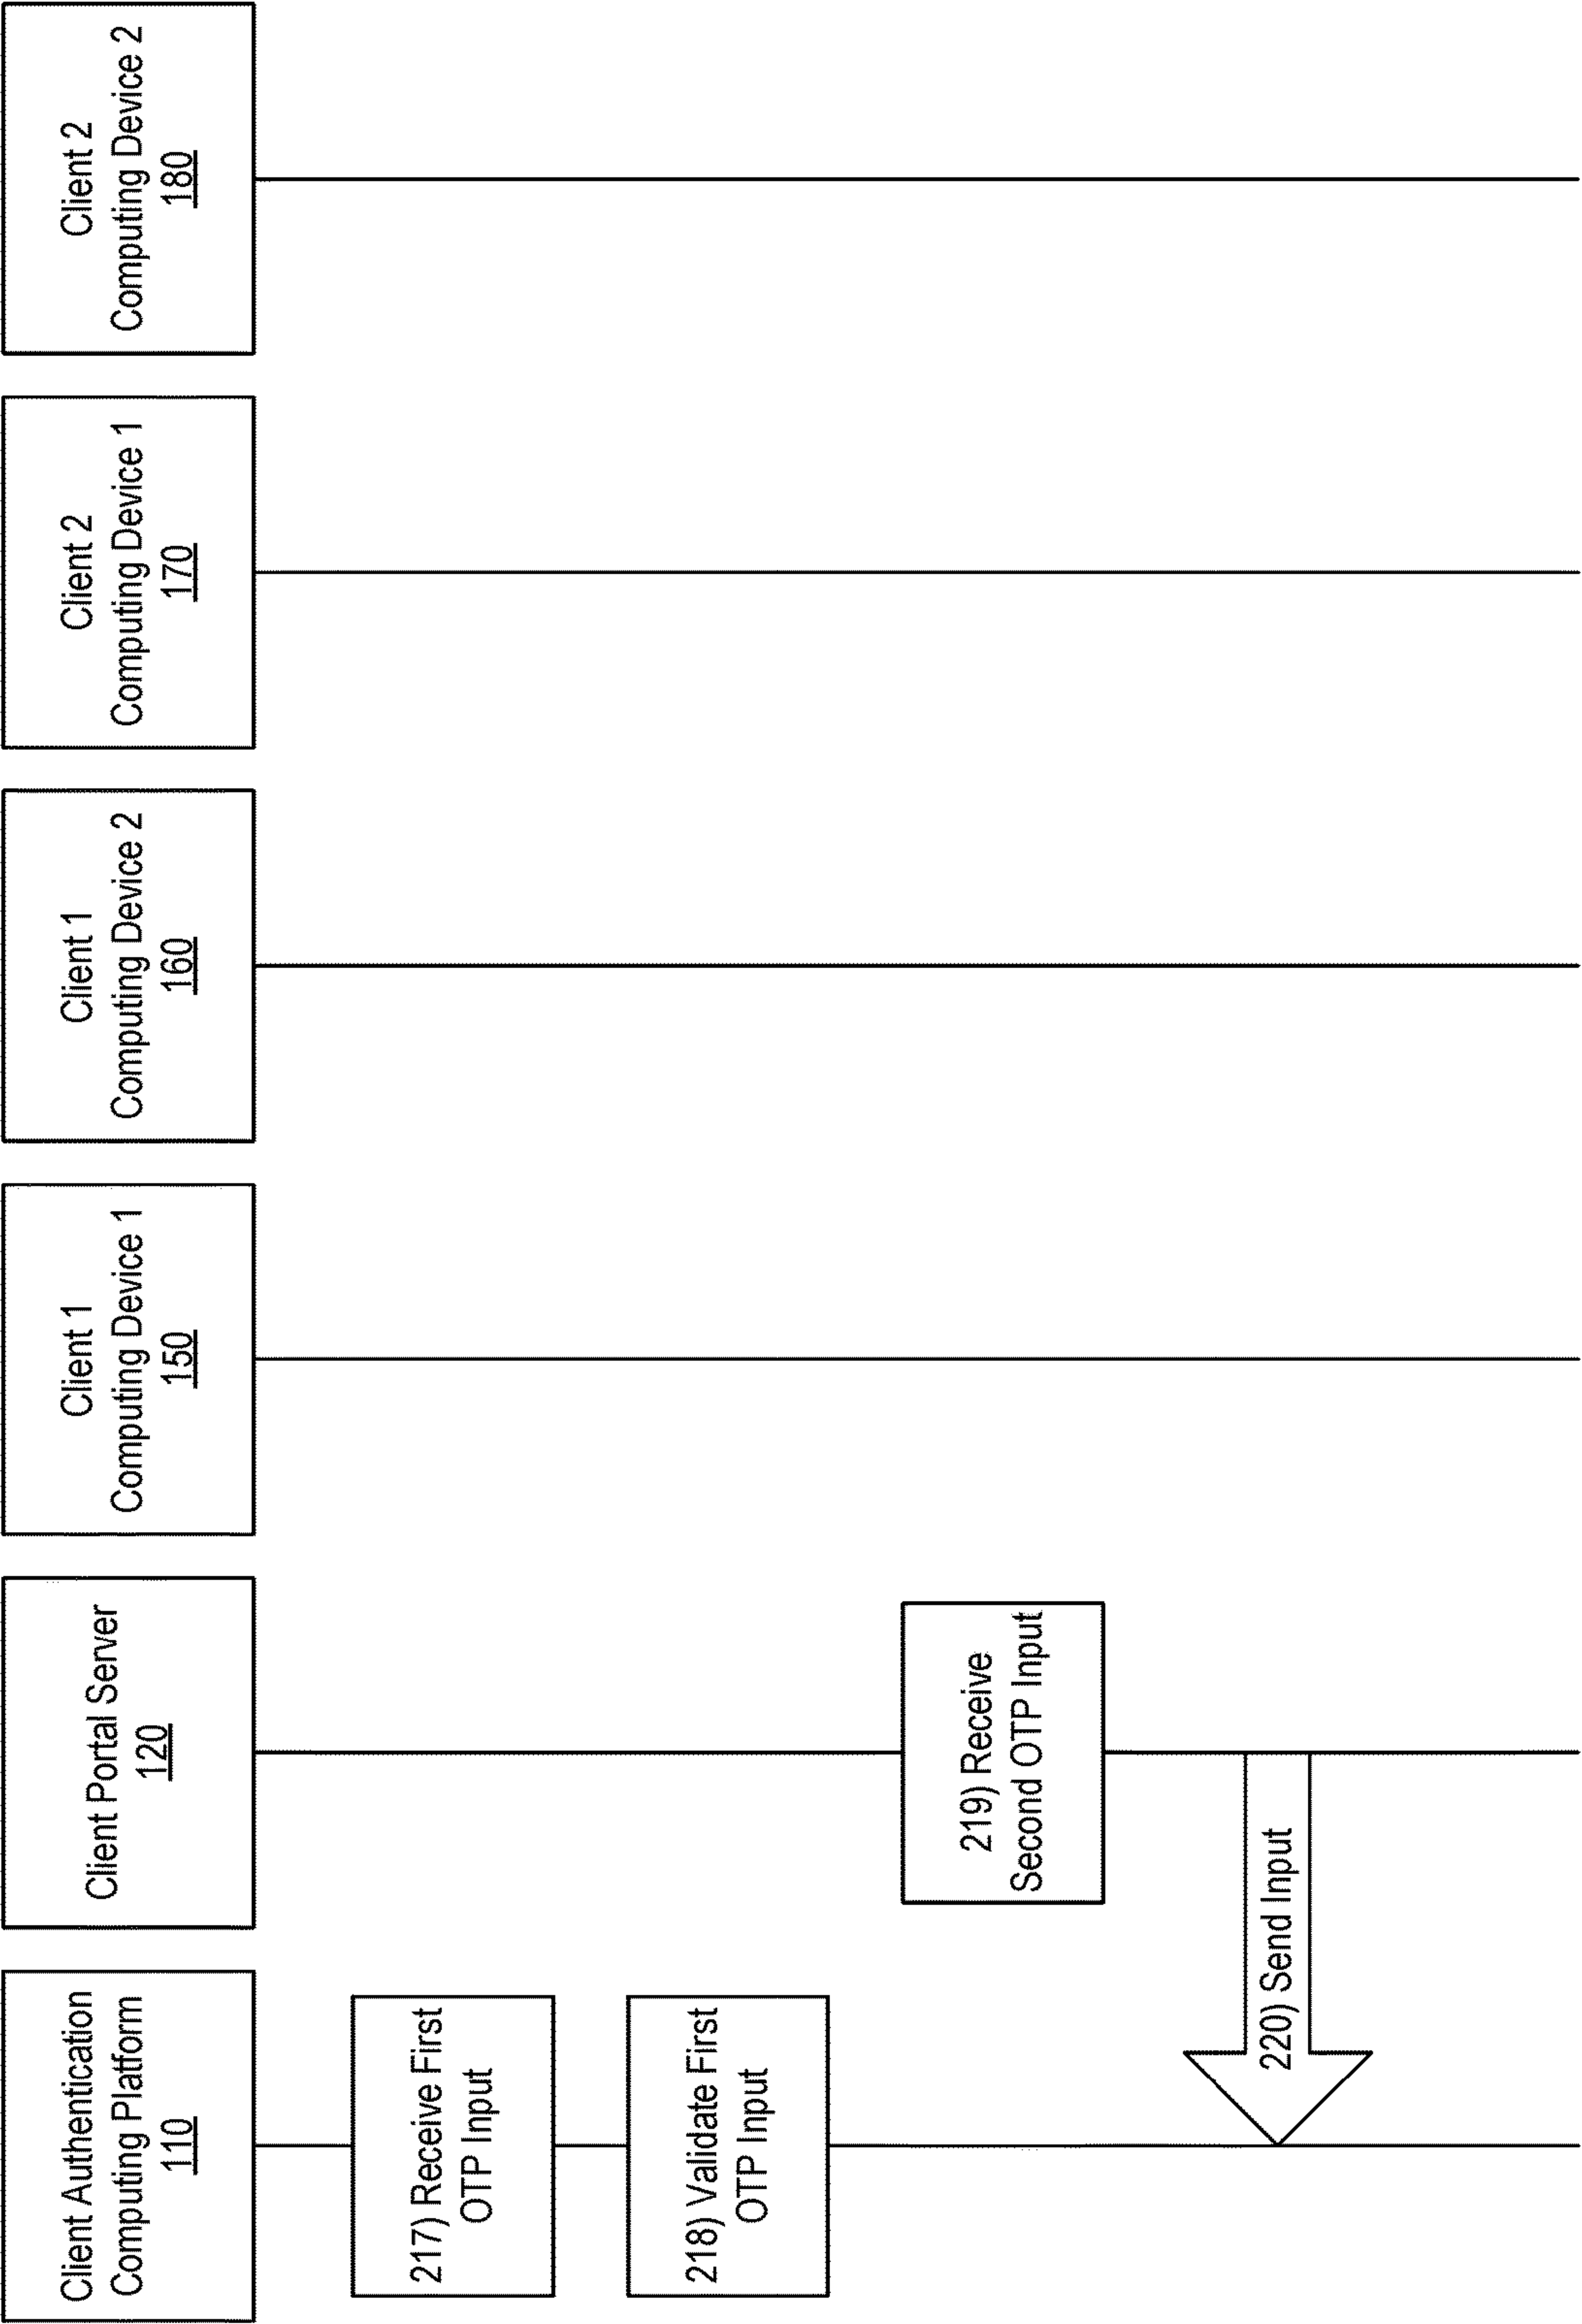 Client Authentication
Computing Platform
110
Client Portal Server
120
Client 1
Computing Device 1
150
Client 1
Computing Device 2
160
Client 2
Computing Device 1
170
Client 2
Computing Device 2
180
217) Receive First
OTP Input
218) Validate First
OTP Input
219) Receive
Second OTP Input
220) Send Input